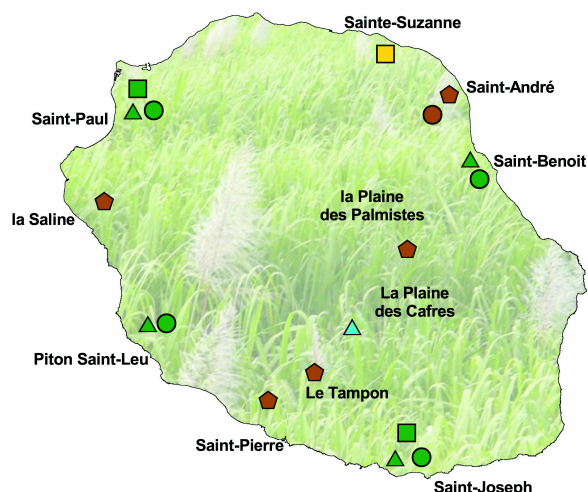 Sainte-Suzanne
Saint-André
Saint-Paul
Saint-Benoit
la Plaine
des Palmistes
la Saline
La Plaine
des Cafres
Piton Saint-Leu
Le Tampon
Saint-Pierre
Saint-Joseph